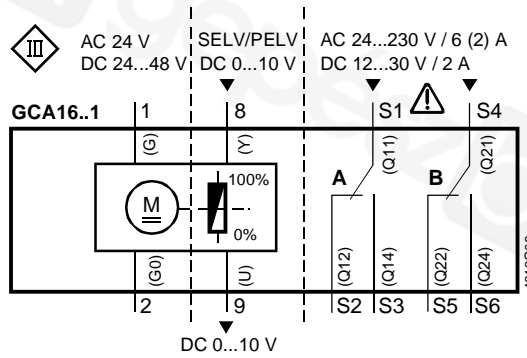 III
AC 24 V
DC 24...48 V
SELV/PELV
DC 0...10 V
AC 24...230 V / 6 (2) A
DC 12...30 V / 2 A
GCA16..1
1
8
S1
S4
(G)
(Y)
(Q11)
(Q21)
M
100%
0%
A
B
(G0)
(U)
(Q12)
(Q14)
(Q22)
(Q24)
2
9
S2
S3
S5
S6
DC 0...10 V